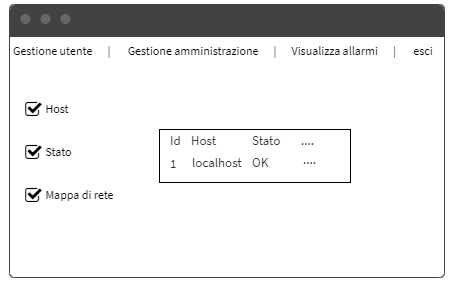 Gestione utente | Gestione amministrazione | Visualizza allarmi | esci
Host
Stato
Mappa di rete
Id Host Stato ....
1 localhost OK ....